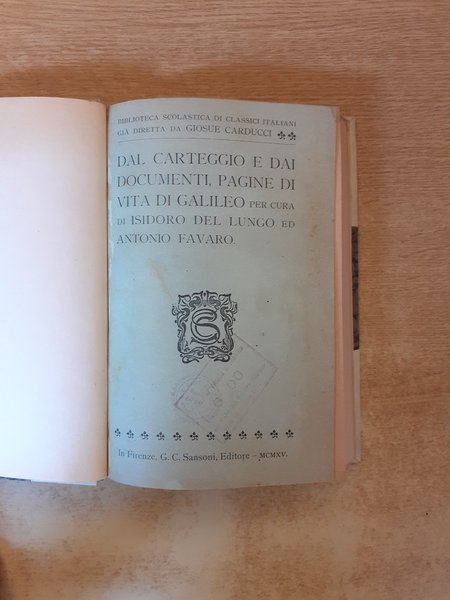 BIBLIOTECA SCOLASTICA DI CLASSICI ITALIANI
GIÀ DIRETTA DA GIOSUE CARDUCCI
DAL CARTEGGIO E DAI
DOCUMENTI, PAGINE DI
VITA DI GALILEO PER CURA
DI ISIDORO DEL LUNGO ED
ANTONIO FAVARO.
In Firenze, G. C. Sansoni, Editore – MCMXV.